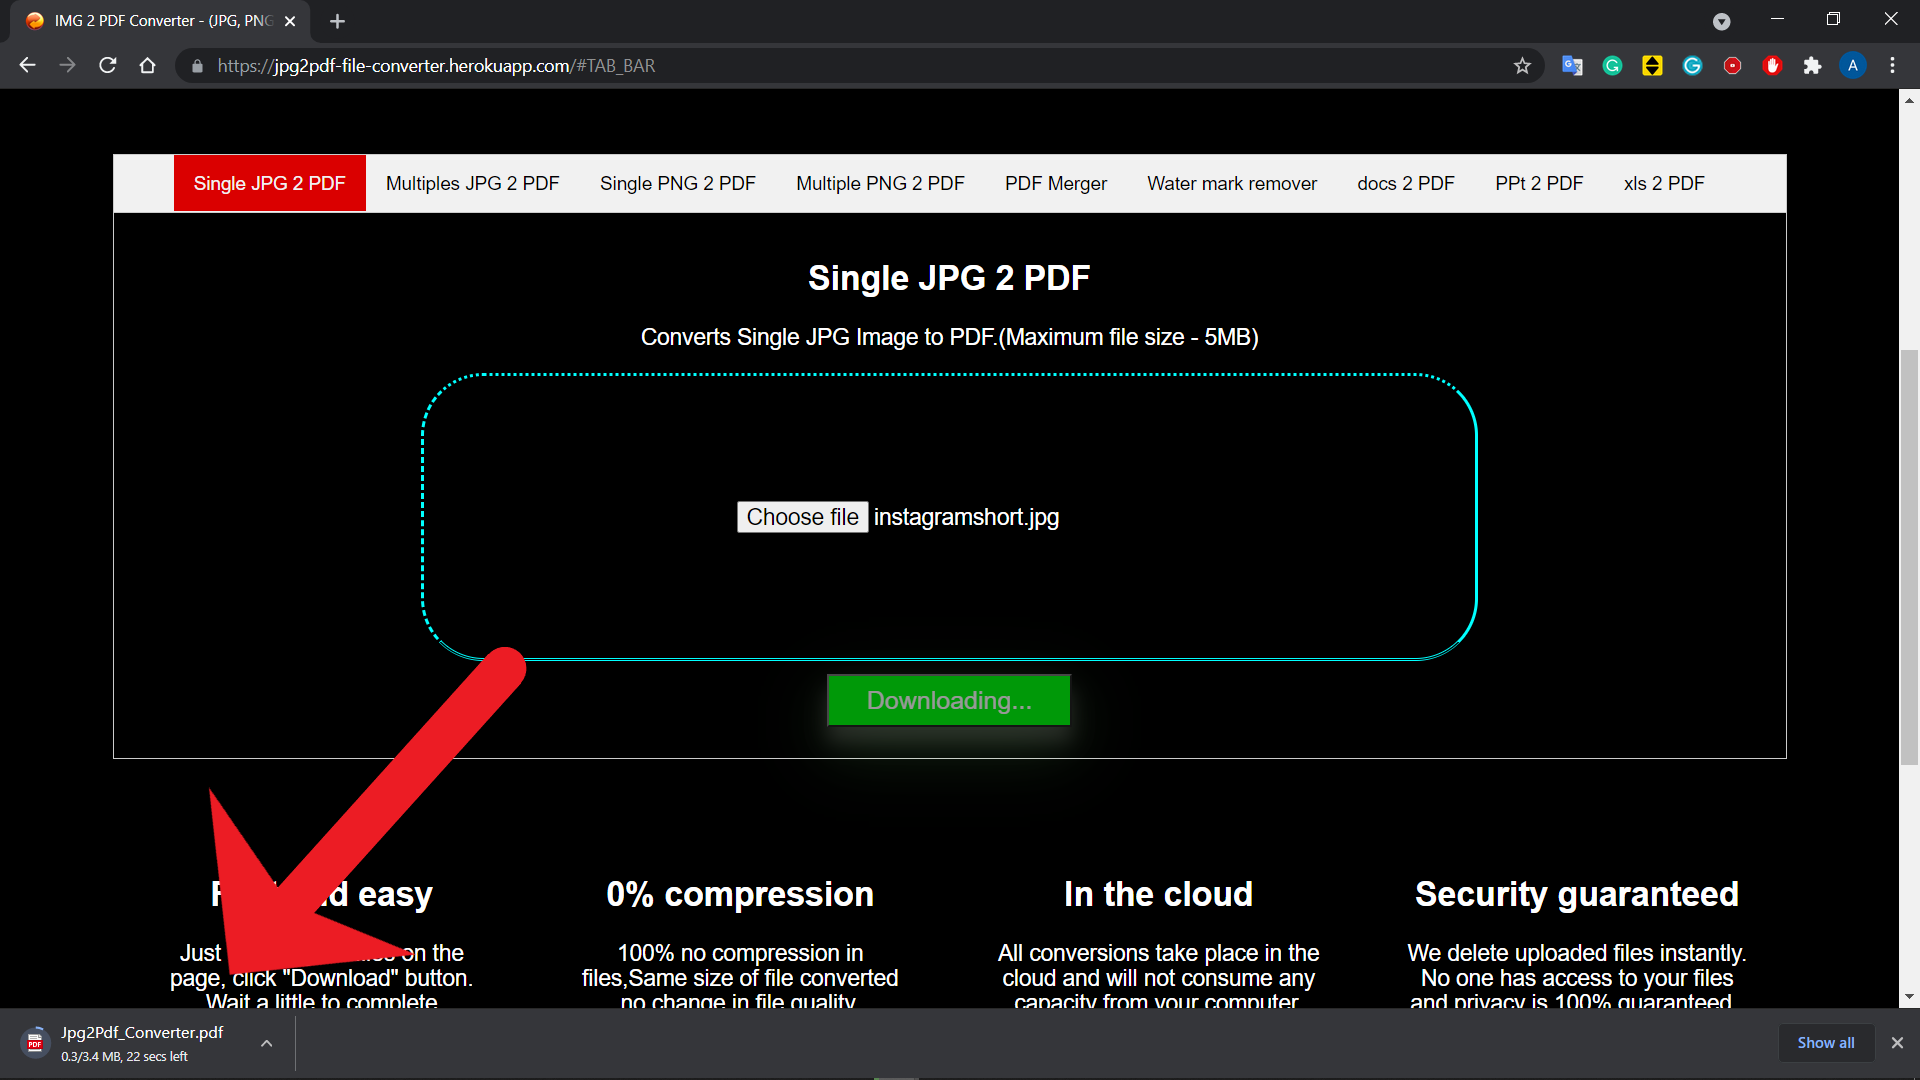 IMG 2 PDF Converter - (JPG, PNG
https://jpg2pdf-file-converter.herokuapp.com/#TAB_BAR
A
Single JPG 2 PDF Multiples JPG 2 PDF Single PNG 2 PDF Multiple PNG 2 PDF PDF Merger Water mark remover docs 2 PDF PPt 2 PDF xls 2 PDF
Single JPG 2 PDF
Converts Single JPG Image to PDF.(Maximum file size - 5MB)
Choose file instagramshort.jpg
Downloading...
easy
Just on the
page, click "Download" button.
Wait a little to complete
0% compression
100% no compression in
files,Same size of file converted
no change in file quality
In the cloud
All conversions take place in the
cloud and will not consume any
capacity from your computer
Security guaranteed
We delete uploaded files instantly.
No one has access to your files
and privacy is 100% guaranteed
PDF
Jpg2Pdf_Converter.pdf
0.3/3.4 MB, 22 secs left
Show all